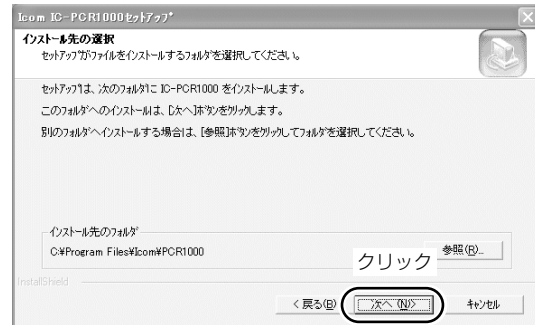 Icom IC-PCR1000セットアップ
インストール先の選択
セットアップがファイルをインストールするフォルダを選択してください。
セットアップは、次のフォルダに IC-PCR1000 をインストールします。
このフォルダへのインストールは、[次へ]ボタンをクリックします。
別のフォルダへインストールする場合は、[参照]ボタンをクリックしてフォルダを選択してください。
インストール先のフォルダ
C:¥Program Files¥Icom¥PCR1000
参照(R)...
クリック
InstallShield
< 戻る(B)
次へ (N)>
キャンセル